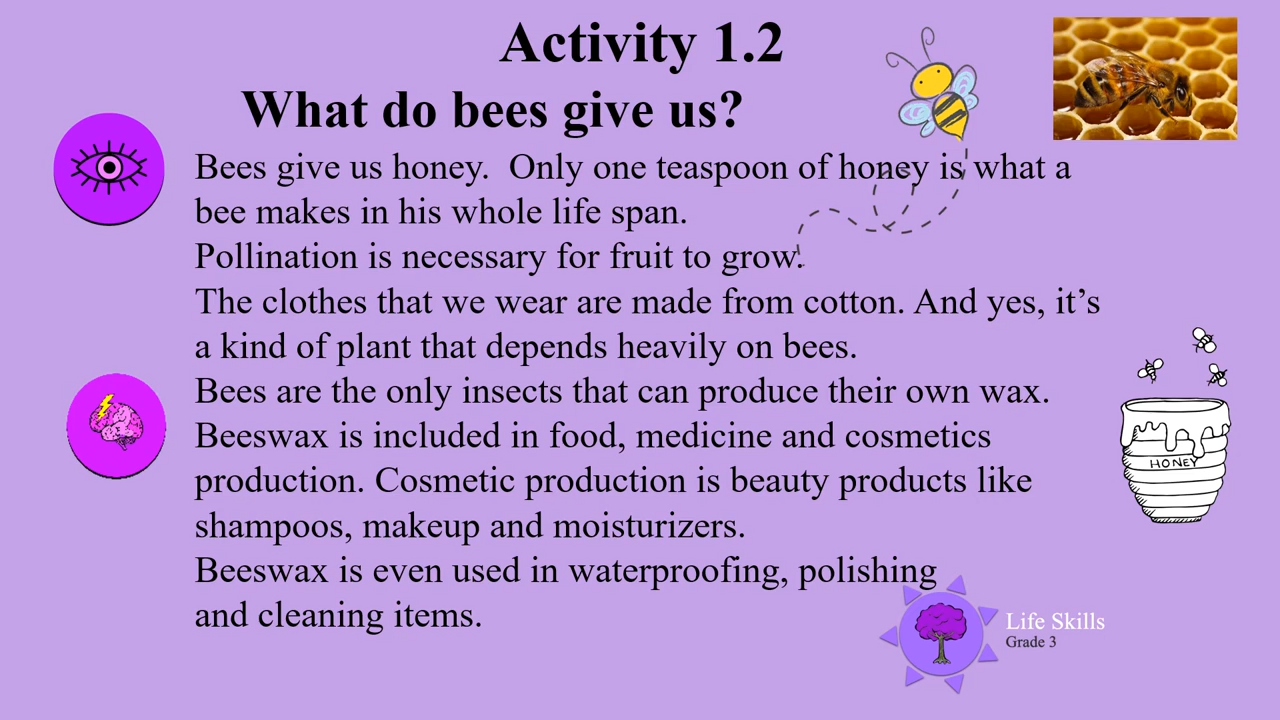 Activity 1.2
What do bees give us?
Bees give us honey.  Only one teaspoon of honey is what a
bee makes in his whole life span.
Pollination is necessary for fruit to grow.
The clothes that we wear are made from cotton. And yes, it’s
a kind of plant that depends heavily on bees.
Bees are the only insects that can produce their own wax.
Beeswax is included in food, medicine and cosmetics
production. Cosmetic production is beauty products like
shampoos, makeup and moisturizers.
Beeswax is even used in waterproofing, polishing
and cleaning items.
HONEY
Life Skills
Grade 3